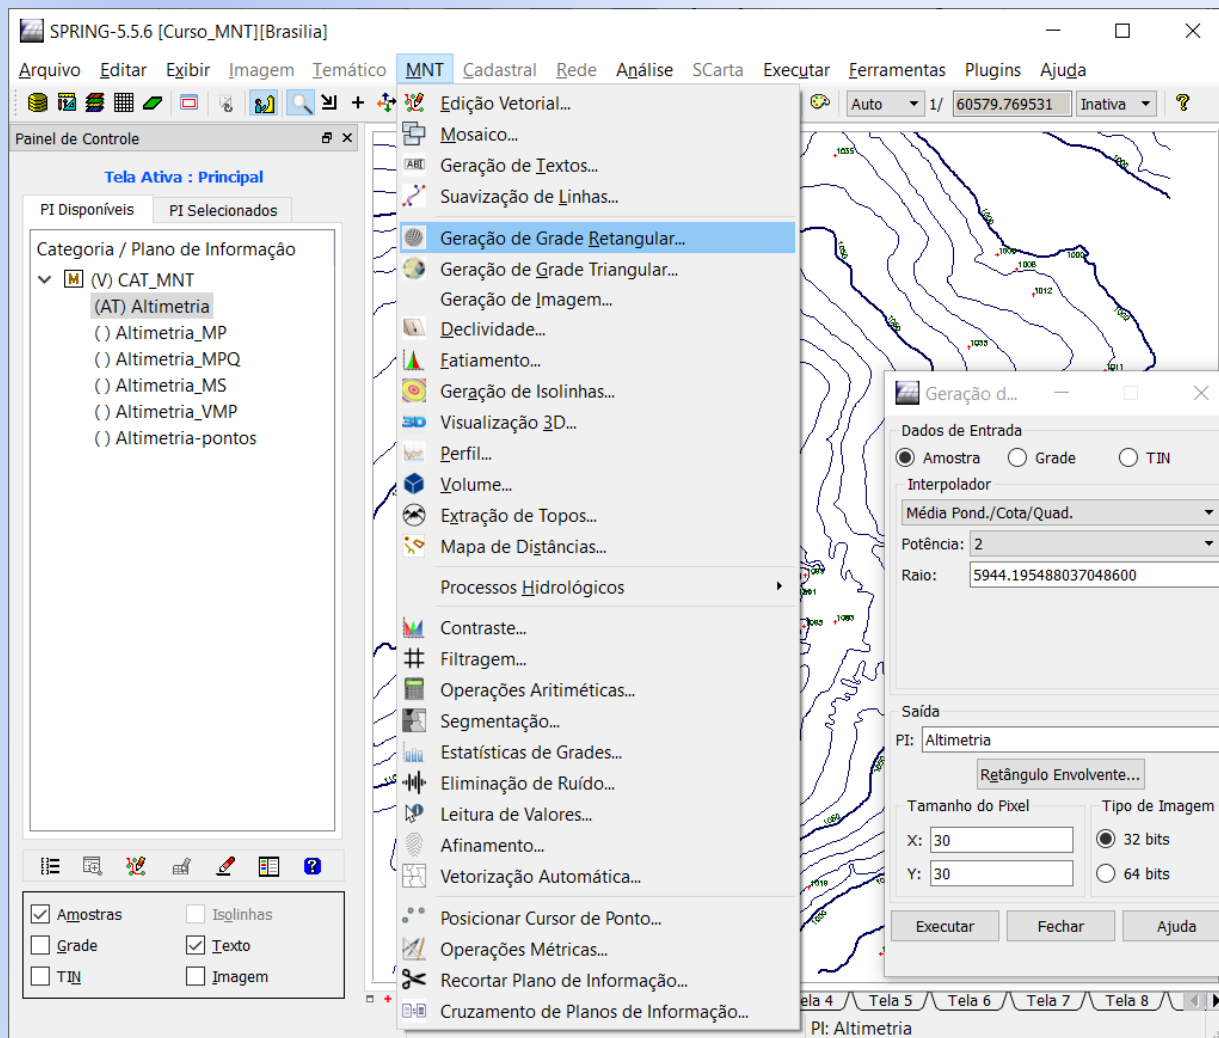 SPRING-5.5.6 [Curso_MNT][Brasilia]
Arquivo Editar Exibir Imagem Temático MNT Cadastral Rede Análise SCarta Executar Ferramentas Plugins Ajuda
Auto 1/ 60579.769531 Inativa
Painel de Controle
Tela Ativa : Principal
PI Disponíveis PI Selecionados
Categoria / Plano de Informação
(V) CAT_MNT
(AT) Altimetria
( ) Altimetria_MP
( ) Altimetria_MPQ
( ) Altimetria_MS
( ) Altimetria_VMP
( ) Altimetria-pontos
Amostras Isolinhas
Grade Texto
TIN Imagem
Edição Vetorial...
Mosaico...
Geração de Textos...
Suavização de Linhas...
Geração de Grade Retangular...
Geração de Grade Triangular...
Geração de Imagem...
Declividade...
Fatiamento...
Geração de Isolinhas...
3D Visualização 3D...
Perfil...
Volume...
Extração de Topos...
Mapa de Distâncias...
Processos Hidrológicos
Contraste...
Filtragem...
Operações Aritiméticas...
Segmentação...
Estatísticas de Grades...
Eliminação de Ruído...
Leitura de Valores...
Afinamento...
Vetorização Automática...
Posicionar Cursor de Ponto...
Operações Métricas...
Recortar Plano de Informação...
Cruzamento de Planos de Informação...
1035
1000
1006
1012
1011
Geração d...
Dados de Entrada
Amostra Grade TIN
Interpolador
Média Pond./Cota/Quad.
Potência: 2
Raio: 5944.195488037048600
Saída
PI: Altimetria
Retângulo Envolvente...
Tamanho do Pixel Tipo de Imagem
X: 30 32 bits
Y: 30 64 bits
Executar Fechar Ajuda
ela 4 Tela 5 Tela 6 Tela 7 Tela 8
PI: Altimetria